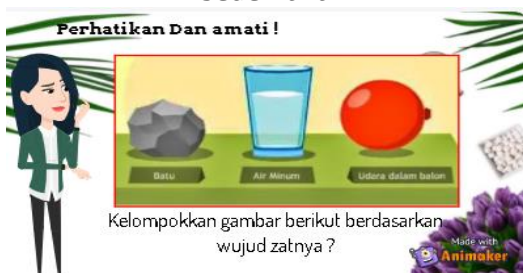 Perhatikan Dan amati !
Batu
Air Minum
Udara dalam balon
Kelompokkan gambar berikut berdasarkan
wujud zatnya ?
Made with
Animaker